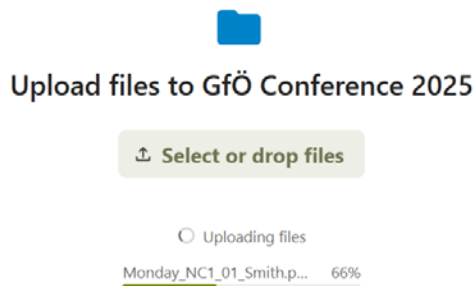 Upload files to GfÖ Conference 2025
Select or drop files
Uploading files
Monday_NC1_01_Smith.p... 66%